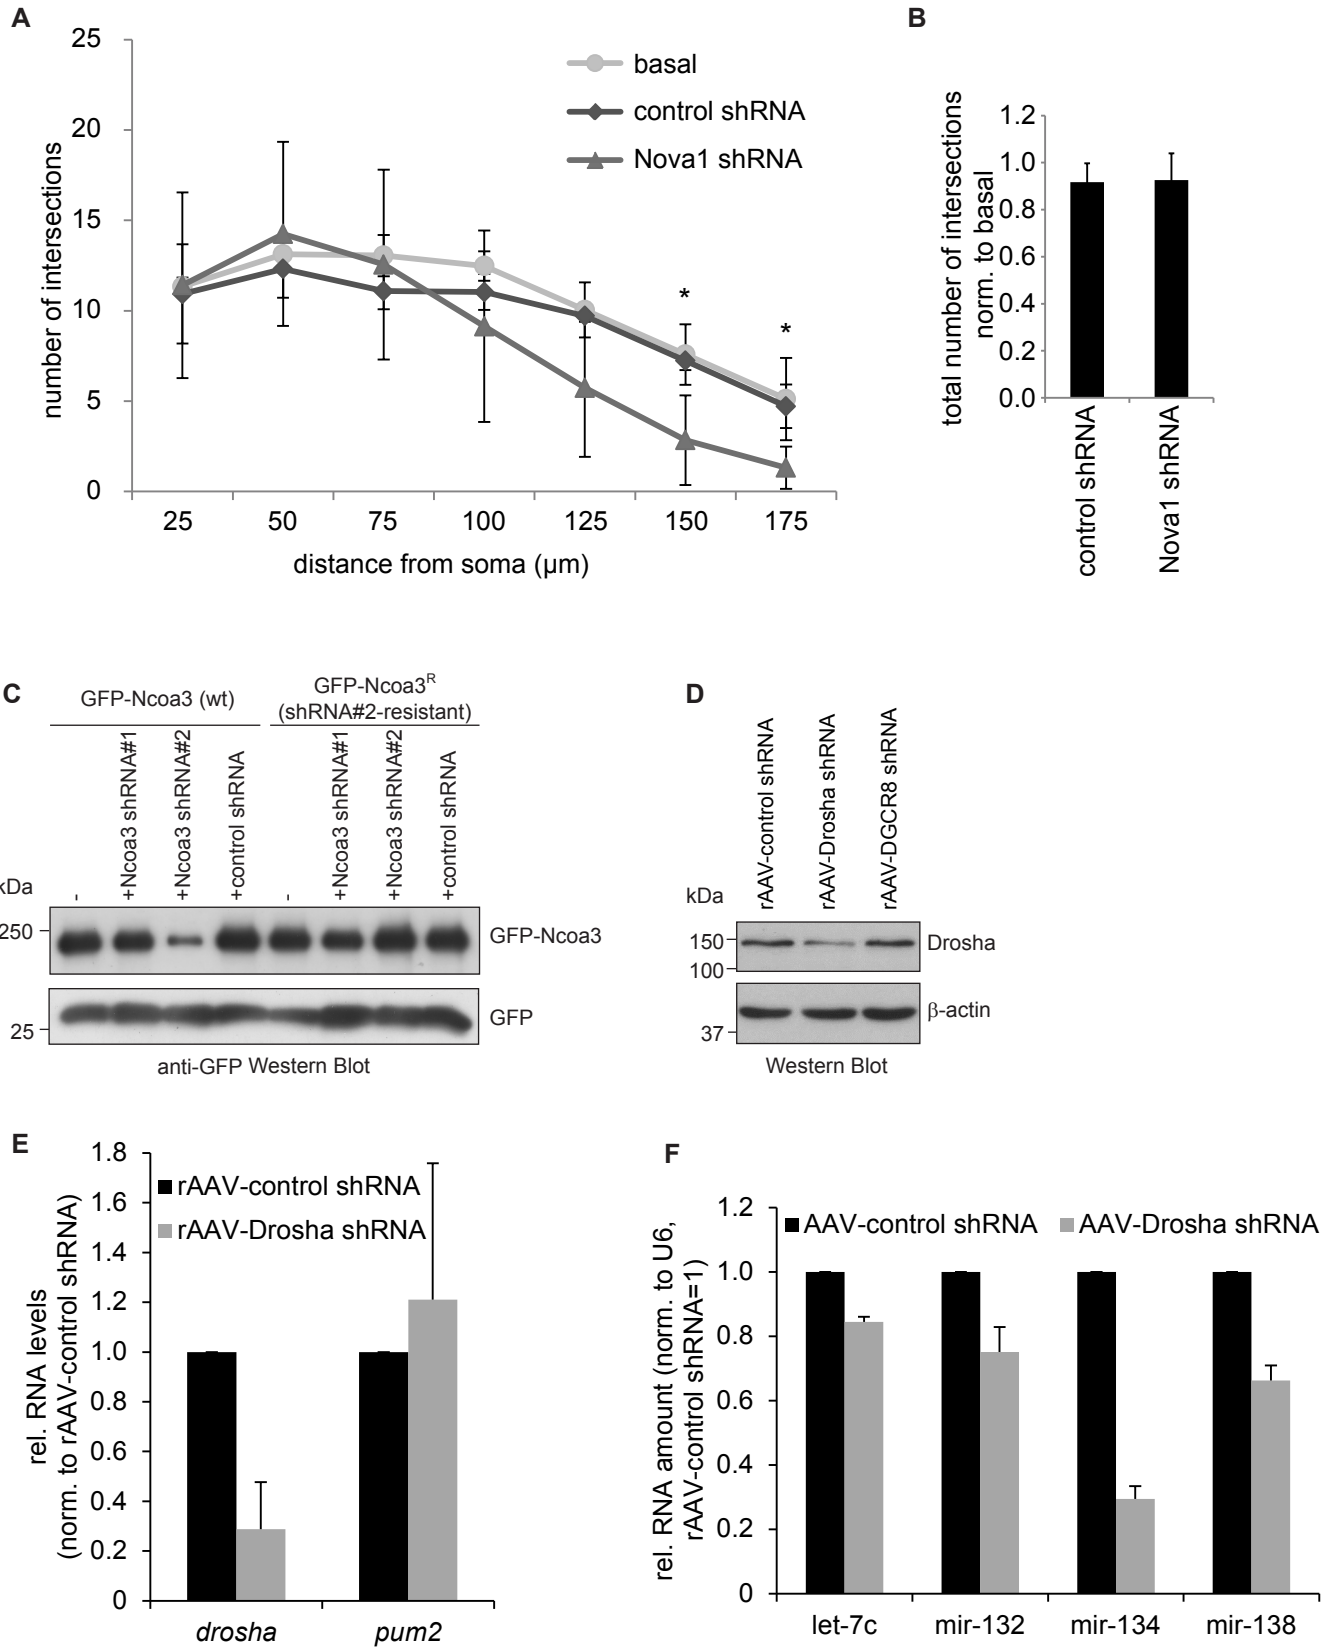 A
25
20
15
10
5
0
number of intersections
basal
control shRNA
Nova1 shRNA
*
*
25 50 75 100 125 150 175
distance from soma (µm)
B
total number of intersections
norm. to basal
1.2
1.0
0.8
0.6
0.4
0.2
0.0
control shRNA
Nova1 shRNA
C
GFP-Ncoa3 (wt)
GFP-Ncoa3R
(shRNA#2-resistant)
-
+Ncoa3 shRNA#1
+Ncoa3 shRNA#2
+control shRNA
-
+Ncoa3 shRNA#1
+Ncoa3 shRNA#2
+control shRNA
kDa
250
GFP-Ncoa3
25
GFP
anti-GFP Western Blot
D
rAAV-control shRNA
rAAV-Drosha shRNA
rAAV-DGCR8 shRNA
kDa
150
100
Drosha
37
β-actin
Western Blot
E
rel. RNA levels
(norm. to rAAV-control shRNA)
1.8
1.6
1.4
1.2
1.0
0.8
0.6
0.4
0.2
0
rAAV-control shRNA
rAAV-Drosha shRNA
drosha pum2
F
rel. RNA amount (norm. to U6,
rAAV-control shRNA=1)
1.2
1.0
0.8
0.6
0.4
0.2
0
AAV-control shRNA AAV-Drosha shRNA
let-7c mir-132 mir-134 mir-138